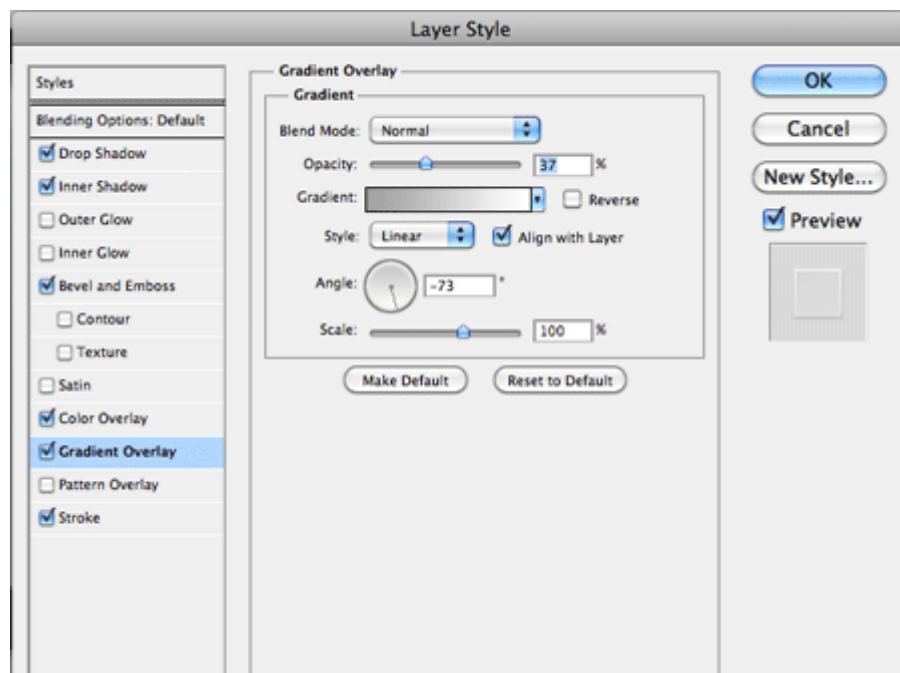 Layer Style
Styles
Blending Options: Default
Drop Shadow
Inner Shadow
Outer Glow
Inner Glow
Bevel and Emboss
Contour
Texture
Satin
Color Overlay
Gradient Overlay
Pattern Overlay
Stroke
Gradient Overlay
Gradient
Blend Mode: Normal
Opacity: 37 %
Gradient: Reverse
Style: Linear Align with Layer
Angle: -73 °
Scale: 100 %
Make Default Reset to Default
OK
Cancel
New Style...
Preview